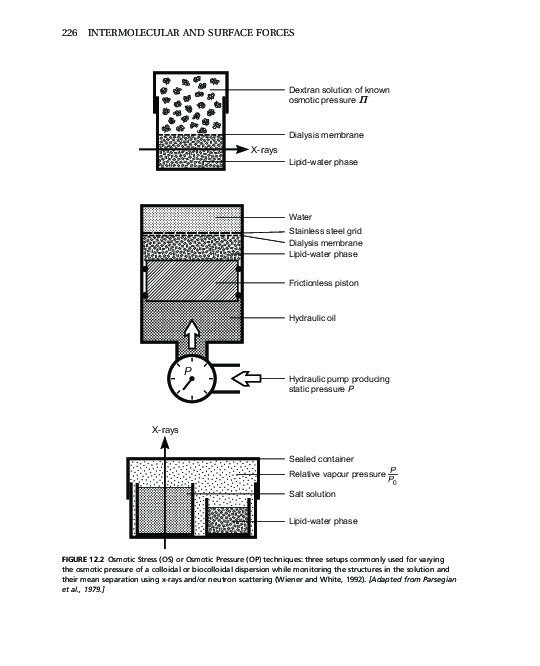 226 INTERMOLECULAR AND SURFACE FORCES
Dextran solution of known
osmotic pressure Π
Dialysis membrane
X-rays
Lipid-water phase
Water
Stainless steel grid
Dialysis membrane
Lipid-water phase
Frictionless piston
Hydraulic oil
P
Hydraulic pump producing
static pressure P
X-rays
Sealed container
Relative vapour pressure P/P0
Salt solution
Lipid-water phase
FIGURE 12.2 Osmotic Stress (OS) or Osmotic Pressure (OP) techniques: three setups commonly used for varying
the osmotic pressure of a colloidal or biocolloidal dispersion while monitoring the structures in the solution and
their mean separation using x-rays and/or neutron scattering (Wiener and White, 1992). [Adapted from Parsegian
et al., 1979.]